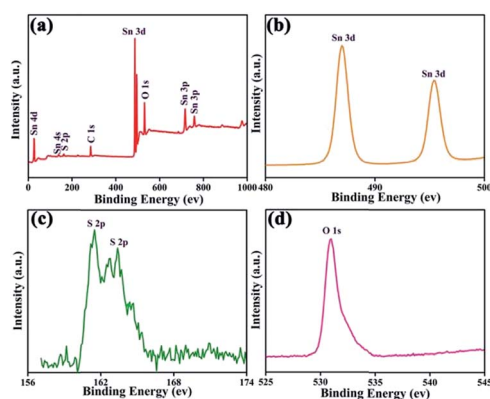 (a)
Sn 3d
Sn 4d
Sn 4s
S 2p
C 1s
O 1s
Sn 3p
Sn 3p
Intensity (a.u.)
0 200 400 600 800 1000
Binding Energy (ev)
(b)
Sn 3d
Sn 3d
Intensity (a.u.)
480 490 500
Binding Energy (ev)
(c)
S 2p
S 2p
Intensity (a.u.)
156 162 168 174
Binding Energy (ev)
(d)
O 1s
Intensity (a.u.)
525 530 535 540 545
Binding Energy (ev)